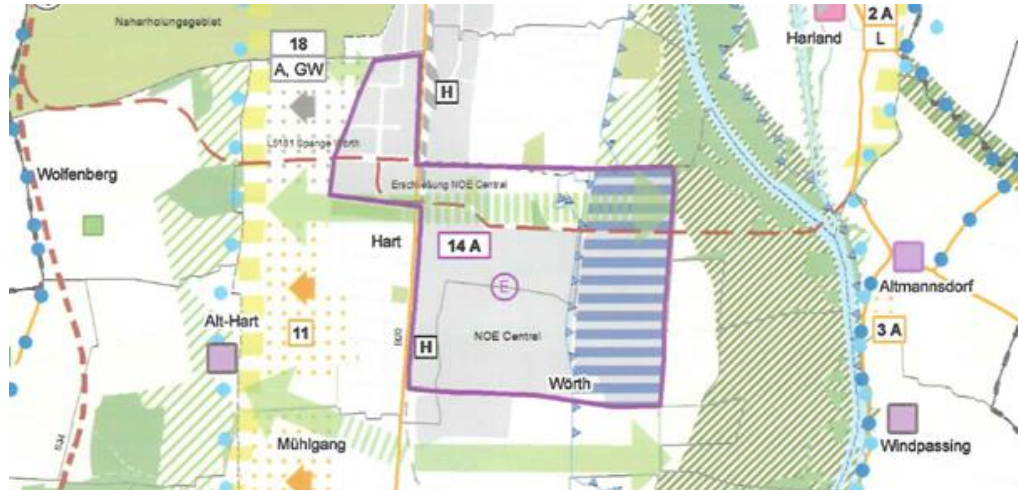 Naherholungsgebiet
18
A, GW
H
Harland
2 A
L
L5181 Spange Wörth
Wolfenberg
Erschließung NOE Central
Hart
14 A
E
Altmannsdorf
Alt-Hart
11
B20
H
NOE Central
3 A
Wörth
Mühlgang
Windpassing